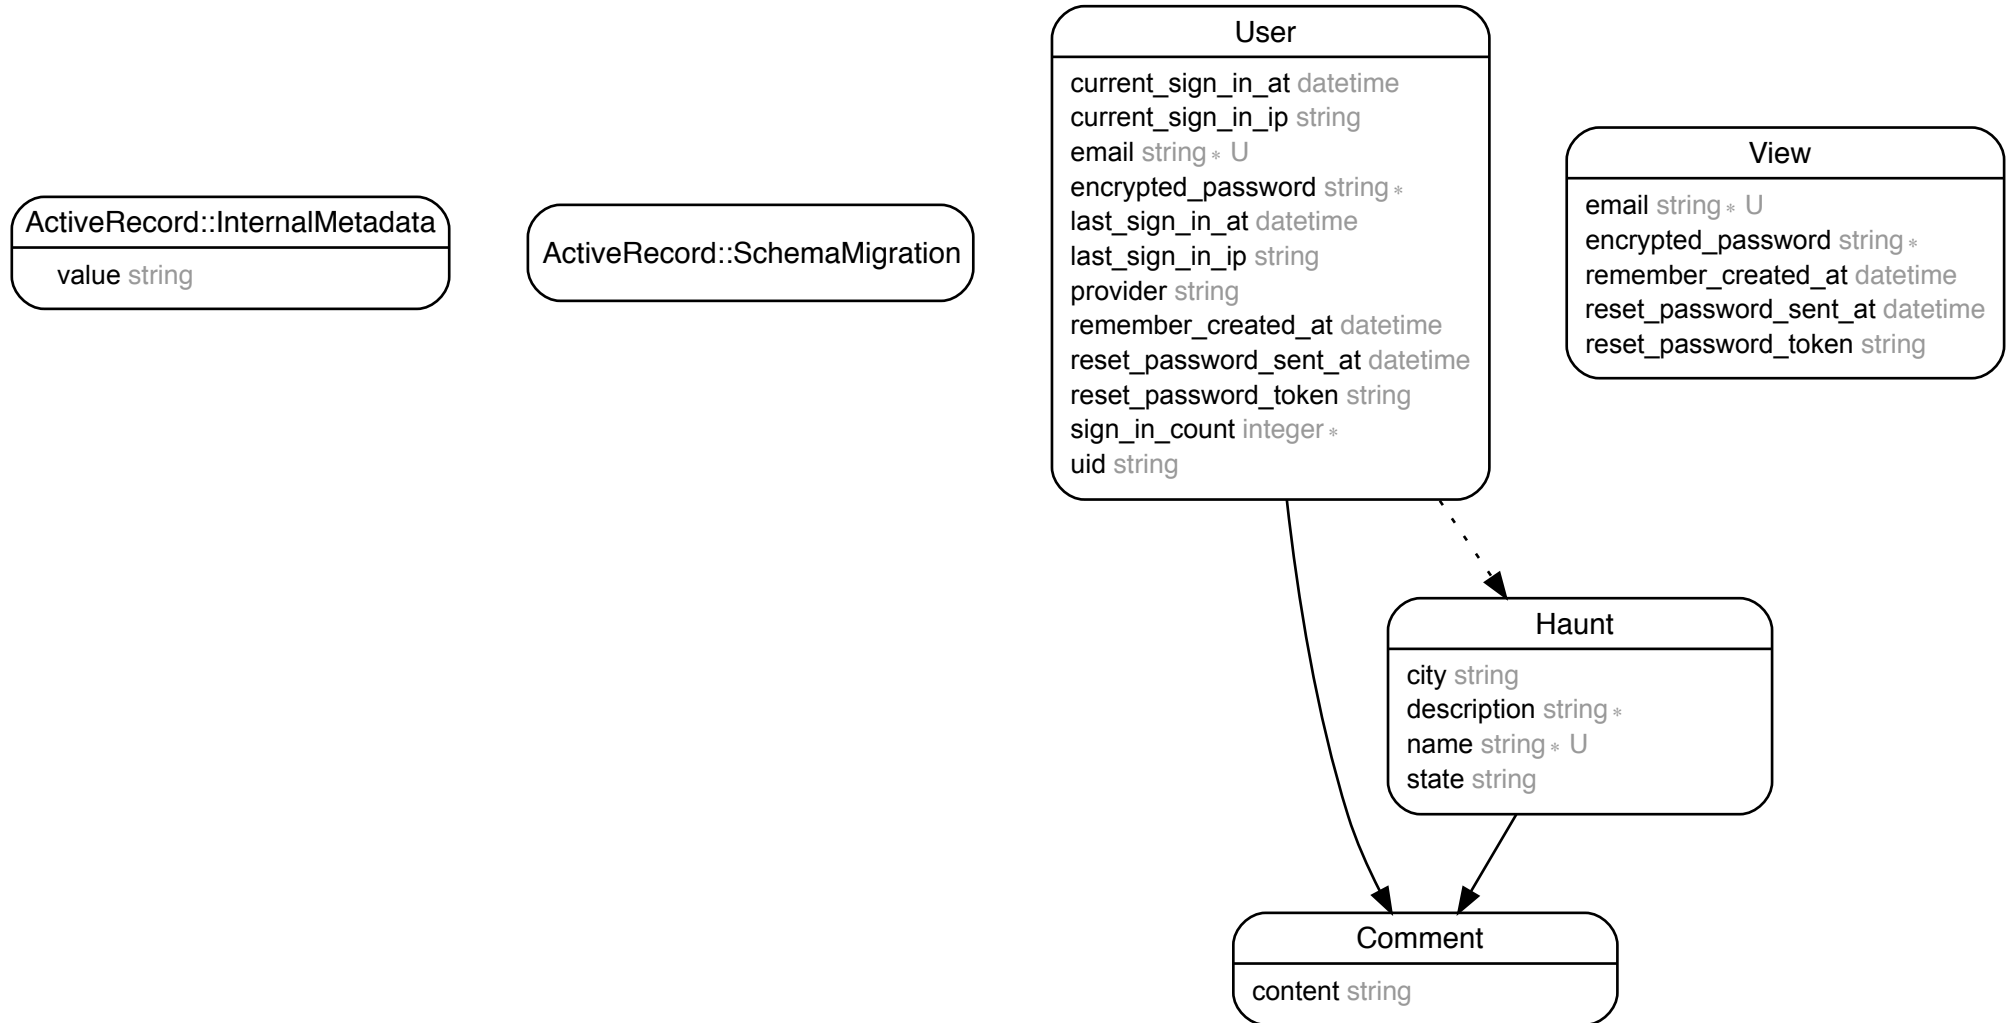 ActiveRecord::InternalMetadata
value string
ActiveRecord::SchemaMigration
User
current_sign_in_at datetime
current_sign_in_ip string
email string ∗ U
encrypted_password string ∗
last_sign_in_at datetime
last_sign_in_ip string
provider string
remember_created_at datetime
reset_password_sent_at datetime
reset_password_token string
sign_in_count integer ∗
uid string
View
email string ∗ U
encrypted_password string ∗
remember_created_at datetime
reset_password_sent_at datetime
reset_password_token string
Haunt
city string
description string ∗
name string ∗ U
state string
Comment
content string